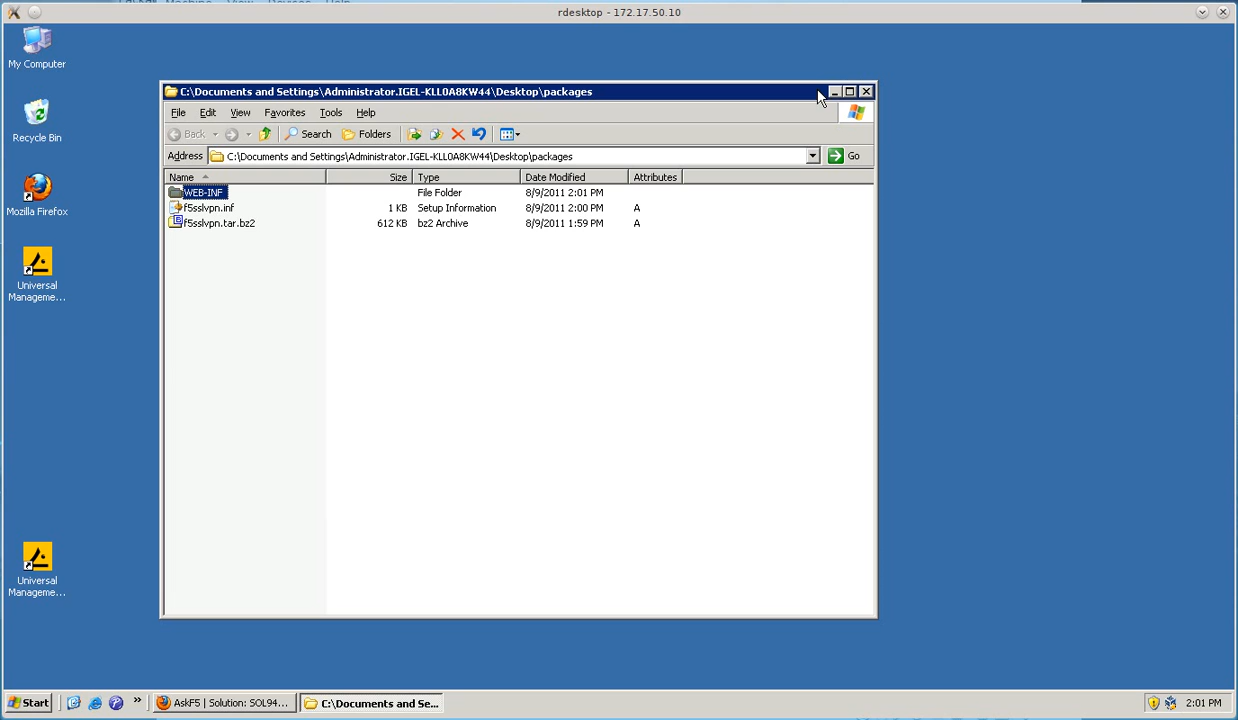 rdesktop - 172.17.50.10
My Computer
Recycle Bin
Mozilla Firefox
Universal
Manageme...
Universal
Manageme...
C:\Documents and Settings\Administrator.IGEL-KLL0A8KW44\Desktop\packages
File Edit View Favorites Tools Help
Back Search Folders
Address C:\Documents and Settings\Administrator.IGEL-KLL0A8KW44\Desktop\packages Go
Name Size Type Date Modified Attributes
WEB-INF File Folder 8/9/2011 2:01 PM
f5sslvpn.inf 1 KB Setup Information 8/9/2011 2:00 PM A
f5sslvpn.tar.bz2 612 KB bz2 Archive 8/9/2011 1:59 PM A
Start » AskF5 | Solution: SOL94... C:\Documents and Se... 2:01 PM